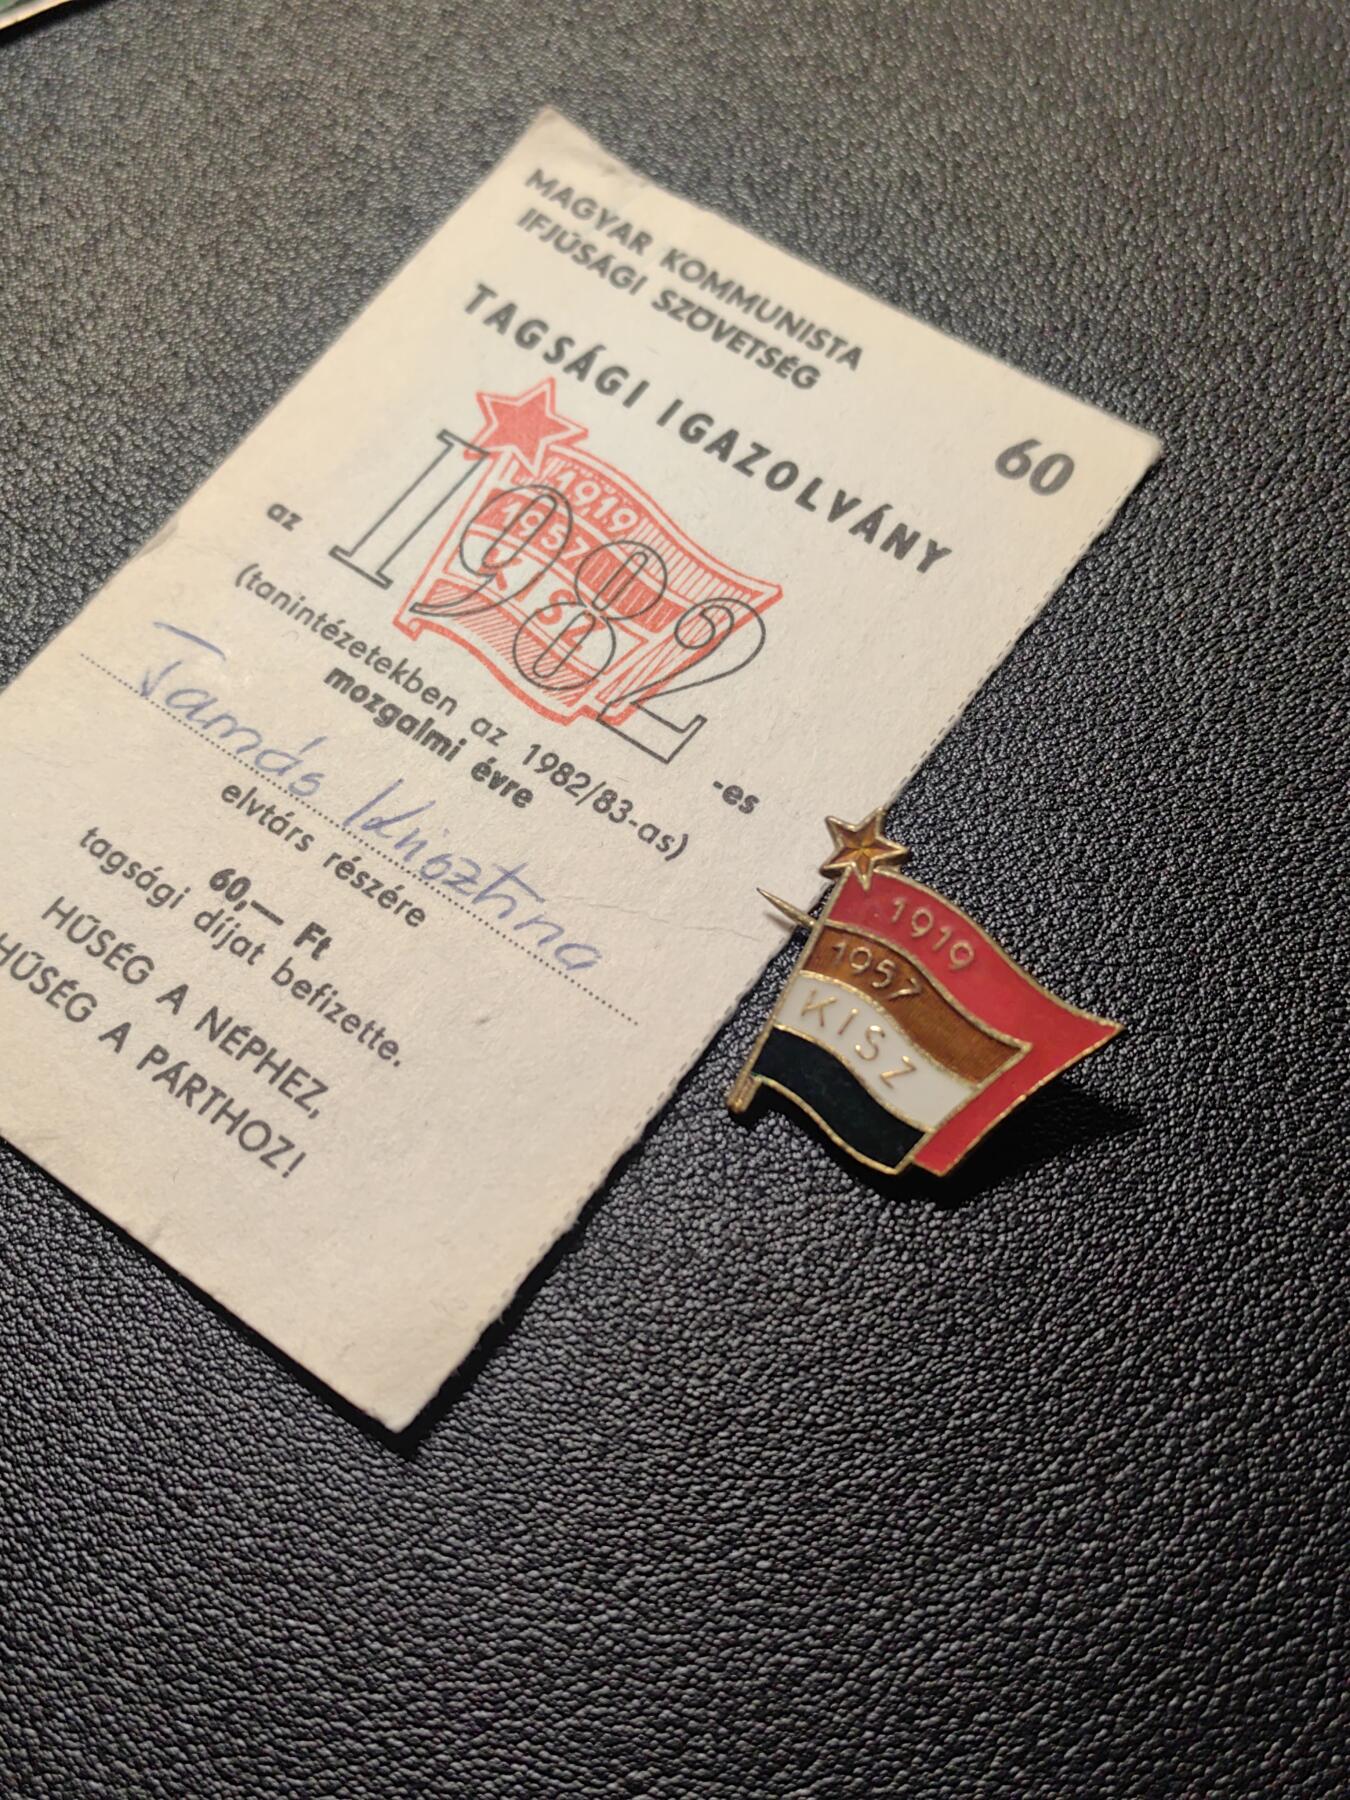 MAGYAR KOMMUNISTA
IFJÚSÁGI SZÖVETSÉG
60
TAGSÁGI IGAZOLVÁNY
1919
1957
KISZ
az 1982 -es
(tanintézetekben az 1982/83-as)
mozgalmi évre
Tamás Krisztina
elvtárs részére
60,— Ft
tagsági díjat befizette.
HŰSÉG A NÉPHEZ,
HŰSÉG A PÁRTHOZ!
1919
1957
KISZ